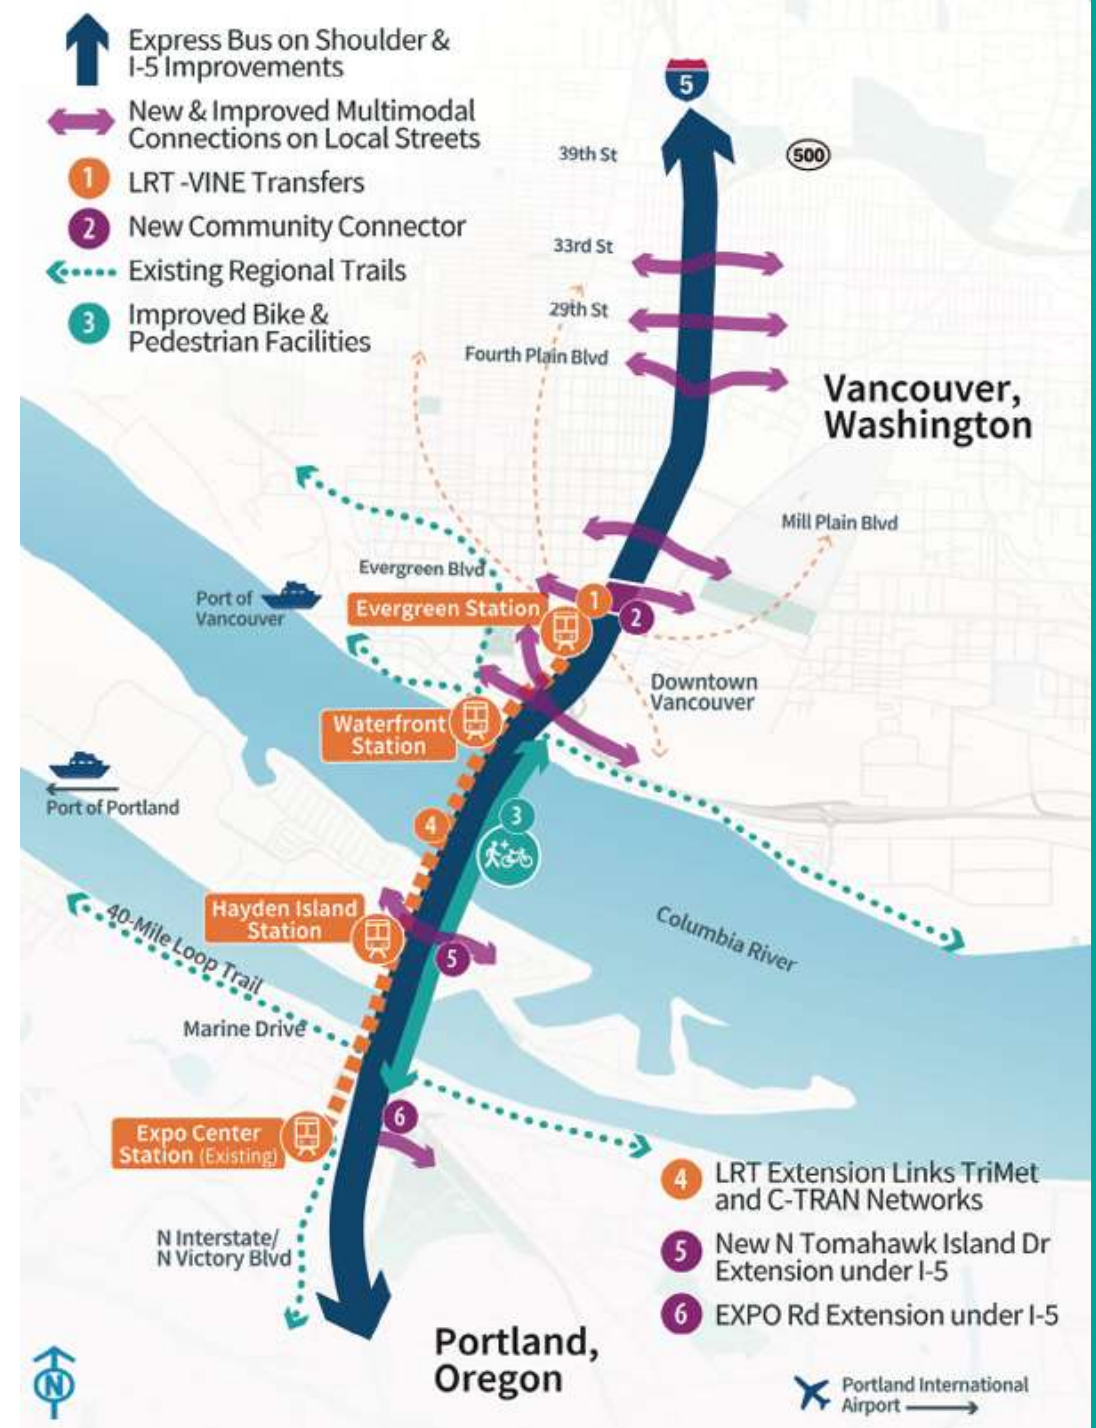 Express Bus on Shoulder &
I-5 Improvements
New & Improved Multimodal
Connections on Local Streets
1
LRT -VINE Transfers
2
New Community Connector
Existing Regional Trails
3
Improved Bike &
Pedestrian Facilities
5
39th St
500
33rd St
29th St
Fourth Plain Blvd
Vancouver,
Washington
Mill Plain Blvd
Evergreen Blvd
Port of
Vancouver
Evergreen Station
1
2
Downtown
Vancouver
Waterfront
Station
Port of Portland
4
3
Hayden Island
Station
5
Columbia River
40-Mile Loop Trail
Marine Drive
6
Expo Center
Station (Existing)
N Interstate/
N Victory Blvd
4
LRT Extension Links TriMet
and C-TRAN Networks
5
New N Tomahawk Island Dr
Extension under I-5
6
EXPO Rd Extension under I-5
Portland,
Oregon
N
Portland International
Airport